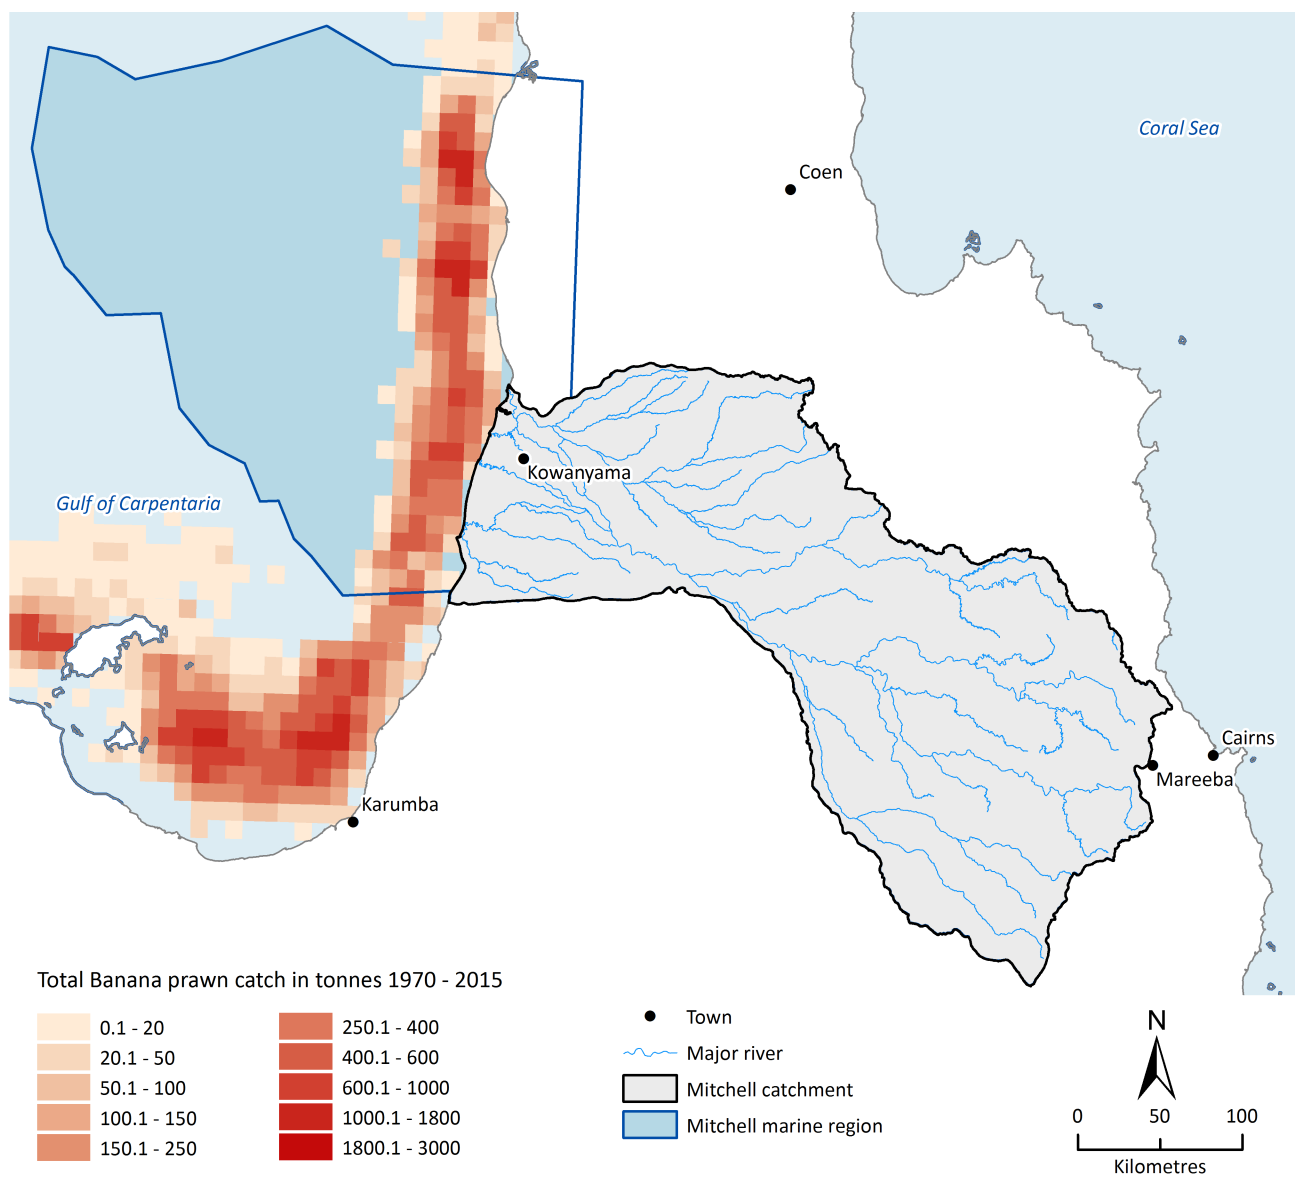 Coral Sea
Coen
Kowanyama
Gulf of Carpentaria
Cairns
Mareeba
Karumba
Total Banana prawn catch in tonnes 1970 - 2015
0.1 - 20
20.1 - 50
50.1 - 100
100.1 - 150
150.1 - 250
250.1 - 400
400.1 - 600
600.1 - 1000
1000.1 - 1800
1800.1 - 3000
Town
Major river
Mitchell catchment
Mitchell marine region
N
0 50 100
Kilometres